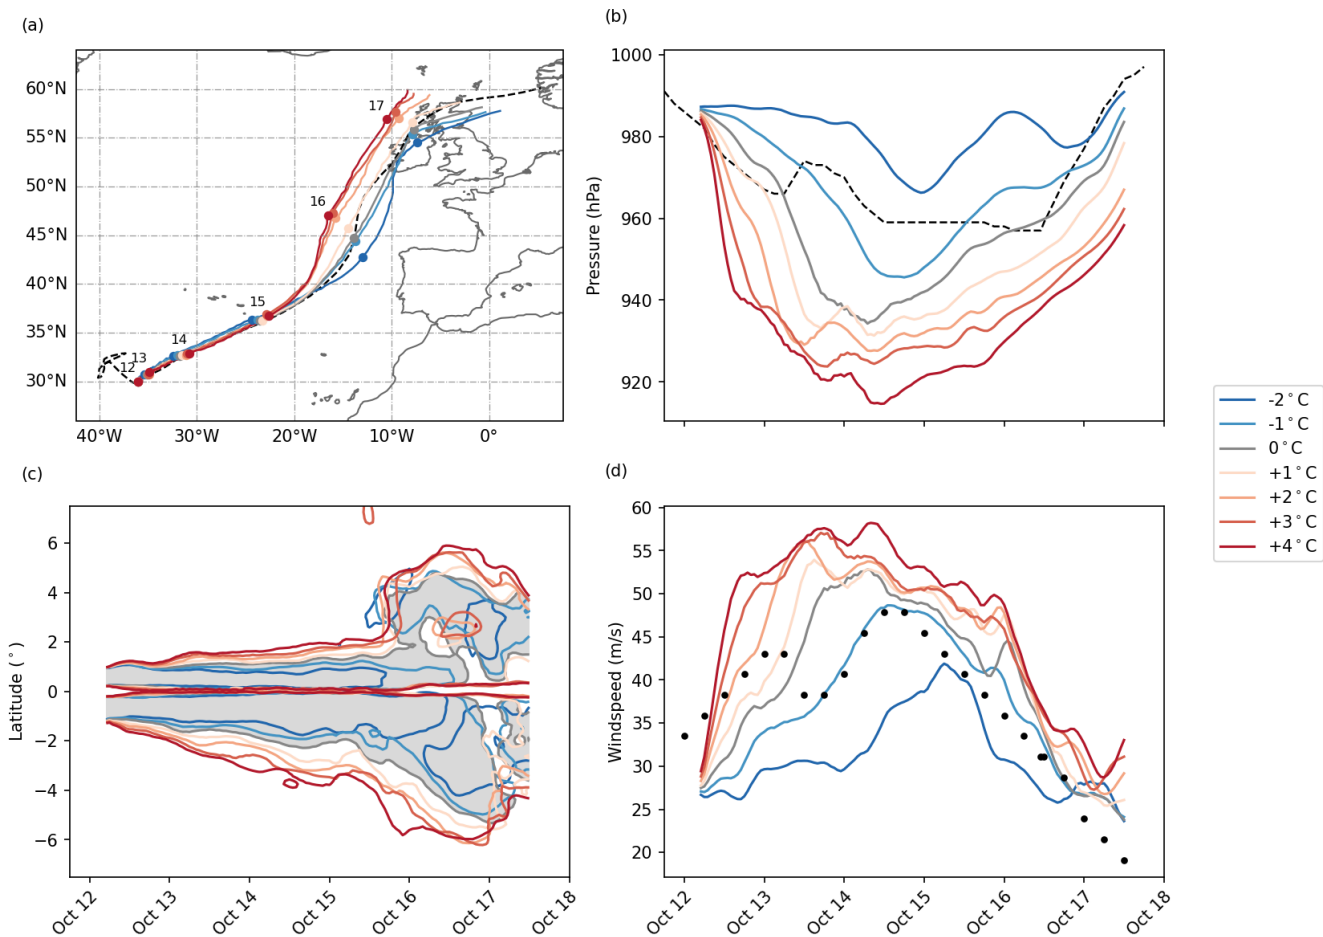 (a)
60°N
55°N
50°N
45°N
40°N
35°N
30°N
40°W
30°W
20°W
10°W
0°
17
16
15
14
13
12
(b)
Pressure (hPa)
1000
980
960
940
920
-2°C
-1°C
0°C
+1°C
+2°C
+3°C
+4°C
(c)
Latitude (°)
6
4
2
0
−2
−4
−6
Oct 12
Oct 13
Oct 14
Oct 15
Oct 16
Oct 17
Oct 18
(d)
Windspeed (m/s)
60
55
50
45
40
35
30
25
20
Oct 12
Oct 13
Oct 14
Oct 15
Oct 16
Oct 17
Oct 18